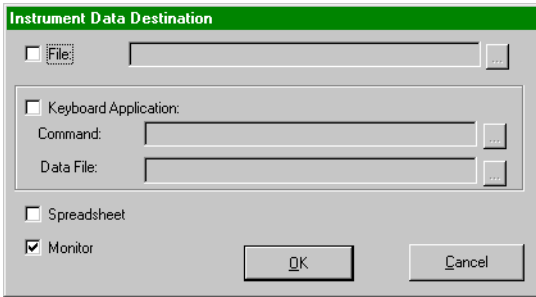 Instrument Data Destination
File:
...
Keyboard Application:
Command:
...
Data File:
...
Spreadsheet
Monitor
OK
Cancel